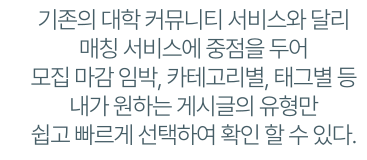 기존의 대학 커뮤니티 서비스와 달리
매칭 서비스에 중점을 두어
모집 마감 임박, 카테고리별, 태그별 등
내가 원하는 게시글의 유형만
쉽고 빠르게 선택하여 확인 할 수 있다.